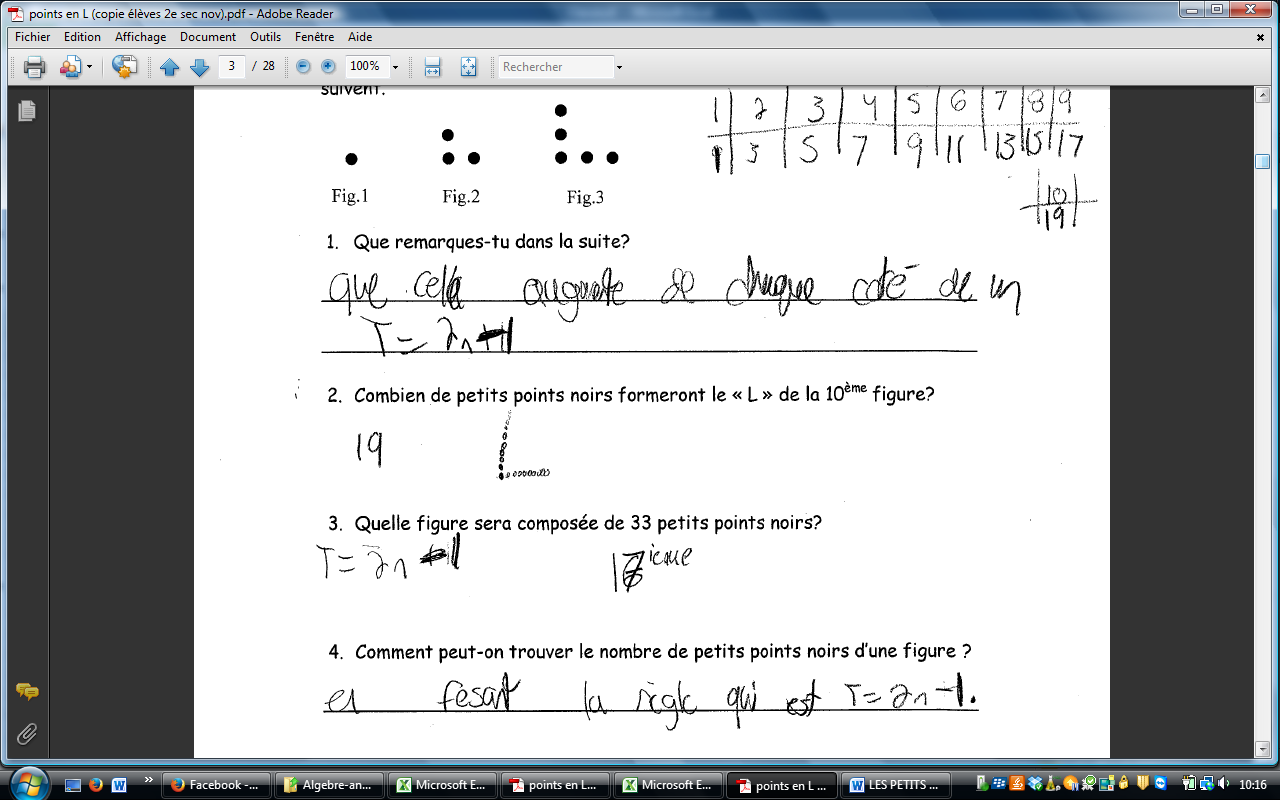 points en L (copie élèves 2e sec nov).pdf - Adobe Reader
Fichier Edition Affichage Document Outils Fenêtre Aide
3 / 28 100% Rechercher
suivent.
1 2 3 4 5 6 7 8 9
1 3 5 7 9 11 13 15 17
10
19
Fig.1 Fig.2 Fig.3
1. Que remarques-tu dans la suite?
que cela augmente de chaque coté de un
T = 2n-1
2. Combien de petits points noirs formeront le « L » de la 10ème figure?
19
3. Quelle figure sera composée de 33 petits points noirs?
T = 2n -1 17ieme
4. Comment peut-on trouver le nombre de petits points noirs d'une figure ?
en fesant la règle qui est T = 2n -1.
Facebook -... Algebre-an... Microsoft E... points en L... Microsoft E... points en L ... LES PETITS ... 10:16